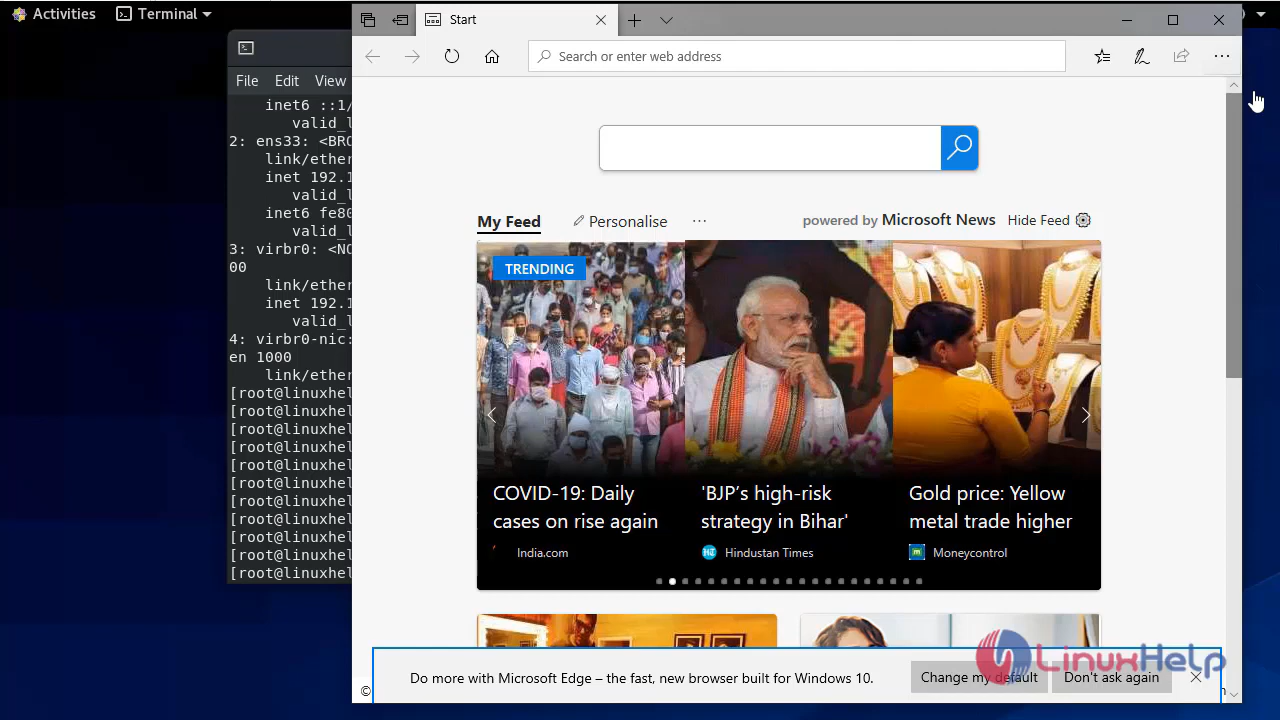 Activities
Terminal
Start
Search or enter web address
File Edit View
inet6 ::1/
valid_l
2: ens33: <BRO
link/ether
inet 192.1
valid_l
inet6 fe80
valid_l
3: virbr0: <NO
00
link/ether
inet 192.1
valid_l
4: virbr0-nic:
en 1000
link/ether
[root@linuxhel
[root@linuxhel
[root@linuxhel
[root@linuxhel
[root@linuxhel
[root@linuxhel
[root@linuxhel
[root@linuxhel
[root@linuxhel
[root@linuxhel
[root@linuxhel
My Feed
Personalise
...
powered by Microsoft News
Hide Feed
TRENDING
COVID-19: Daily
cases on rise again
India.com
'BJP’s high-risk
strategy in Bihar'
HT
Hindustan Times
Gold price: Yellow
metal trade higher
m
Moneycontrol
Do more with Microsoft Edge – the fast, new browser built for Windows 10.
Change my default
Don't ask again
LinuxHelp
©